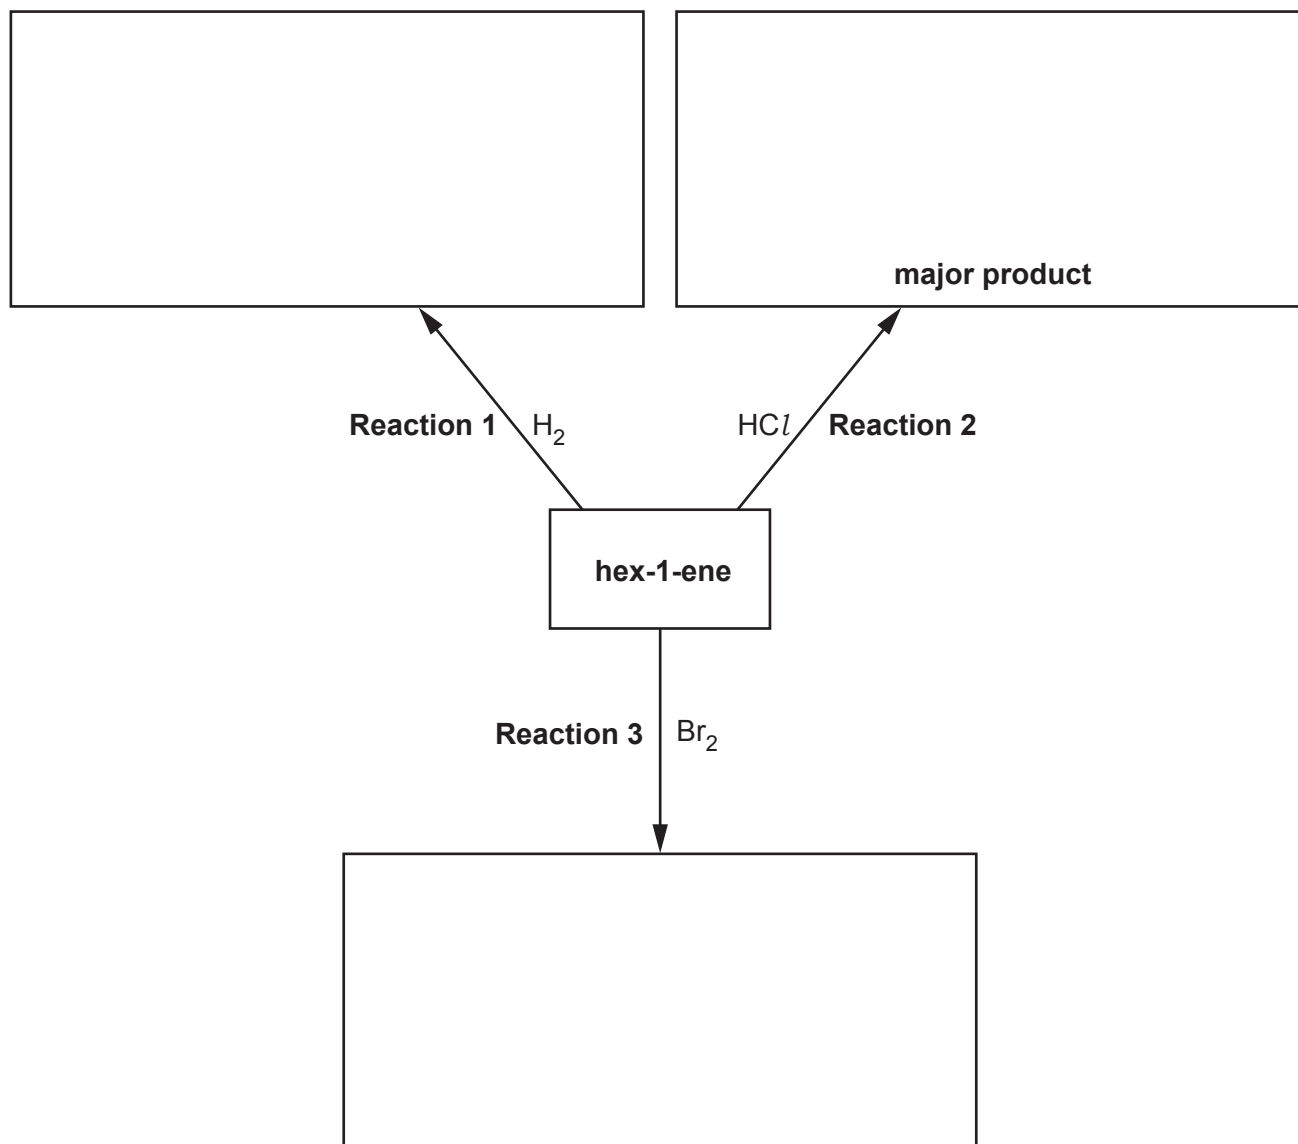 major product
Reaction 1 H₂ HCl Reaction 2
hex-1-ene
Reaction 3 Br₂